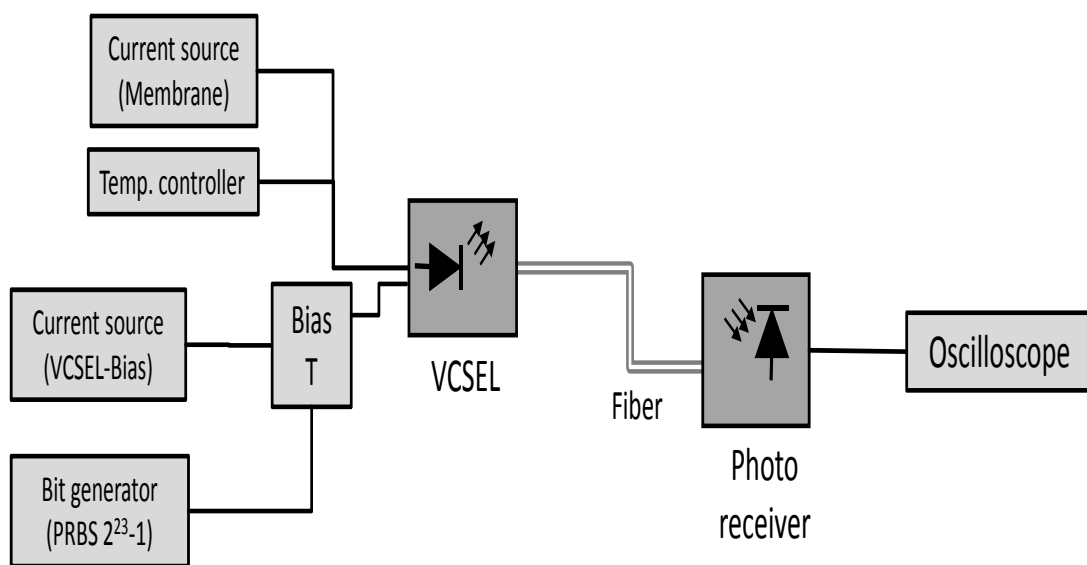 Current source
(Membrane)
Temp. controller
Current source
(VCSEL-Bias)
Bias
T
Bit generator
(PRBS 2²³-1)
VCSEL
Fiber
Photo
receiver
Oscilloscope